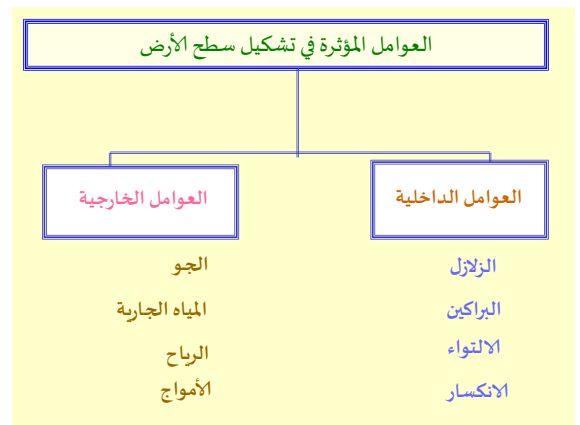 العوامل المؤثرة في تشكيل سطح الأرض
العوامل الداخلية
الزلازل
البراكين
الالتواء
الانكسار
العوامل الخارجية
الجو
المياه الجارية
الرياح
الأمواج